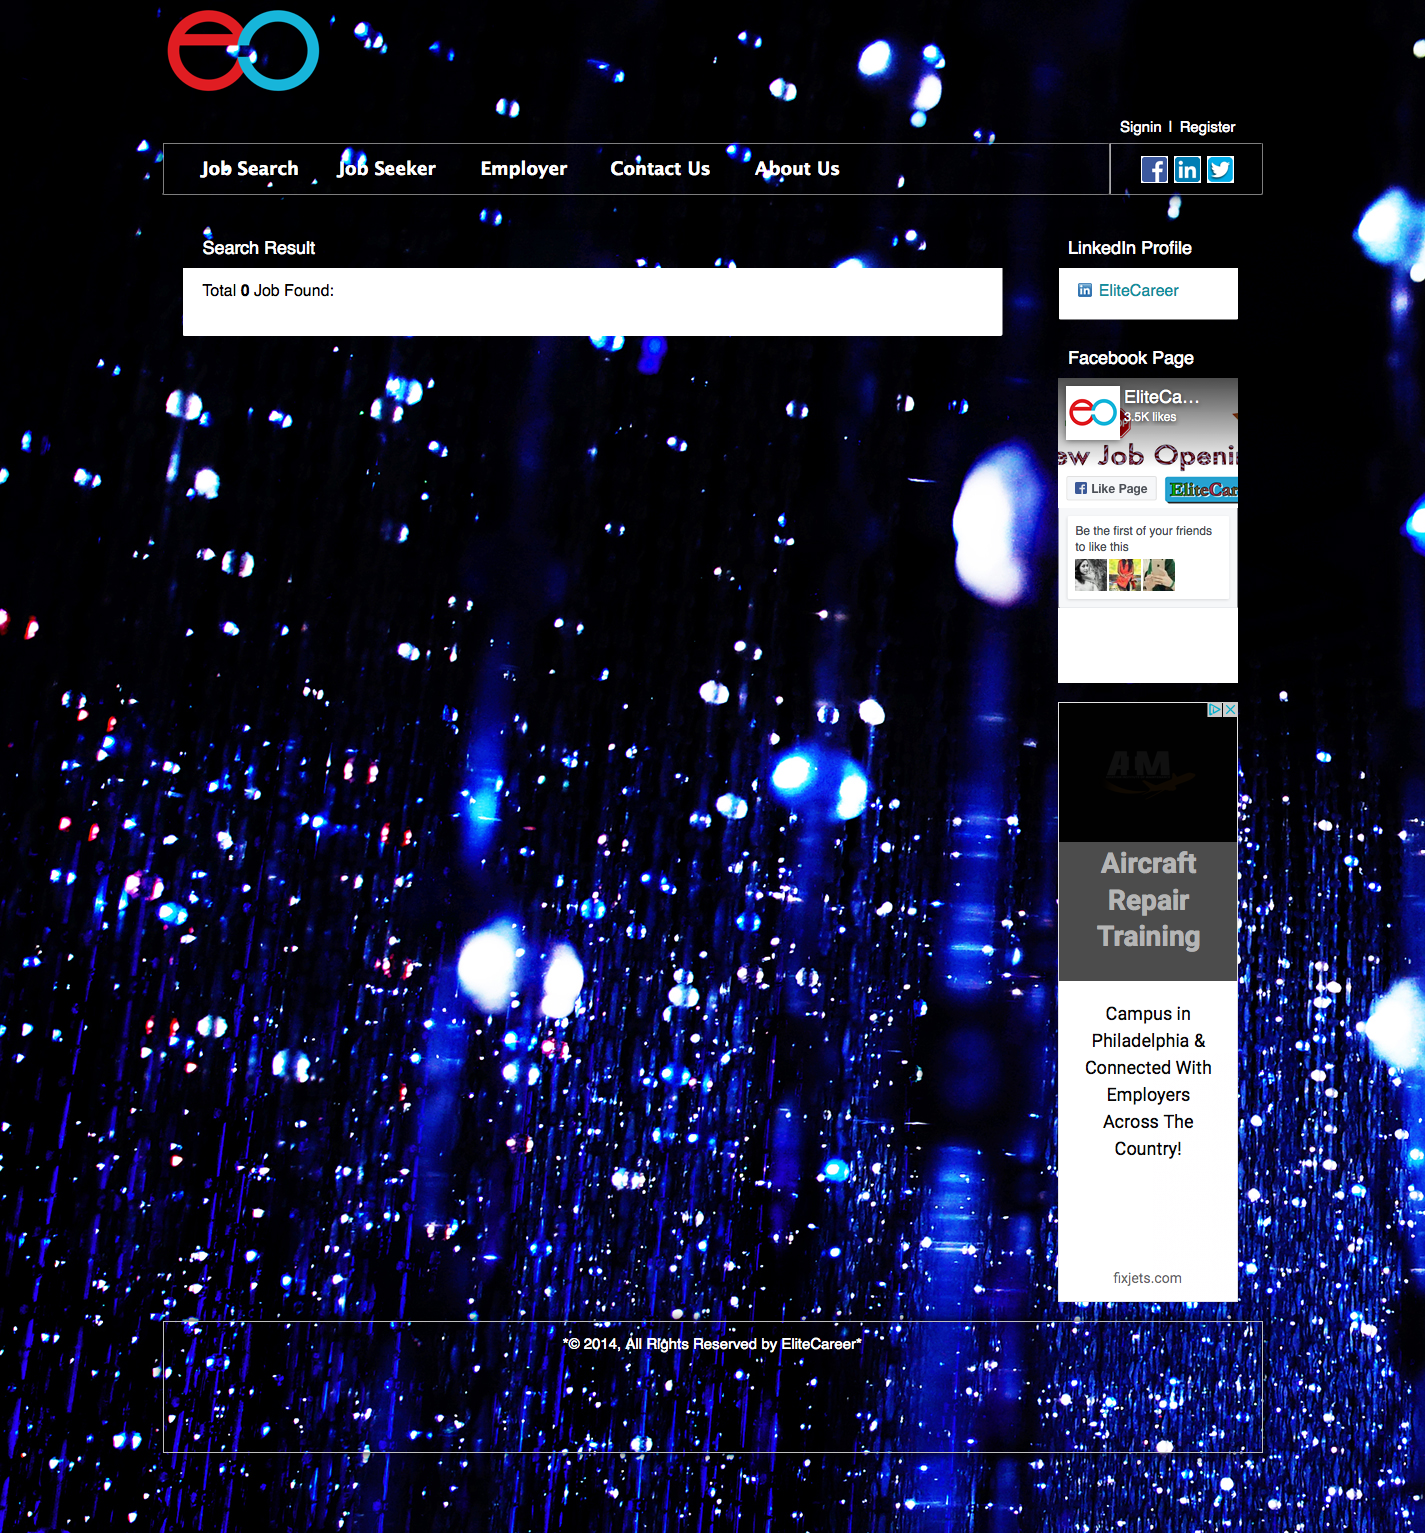 eo
Signin | Register
Job Search Job Seeker Employer Contact Us About Us
f in
Search Result
Total 0 Job Found:
LinkedIn Profile
in EliteCareer
Facebook Page
EliteCa...
3.5K likes
ew Job Openi
Like Page
EliteCar
Be the first of your friends
to like this
AM
Aircraft
Repair
Training
Campus in
Philadelphia &
Connected With
Employers
Across The
Country!
fixjets.com
*© 2014, All Rights Reserved by EliteCareer*